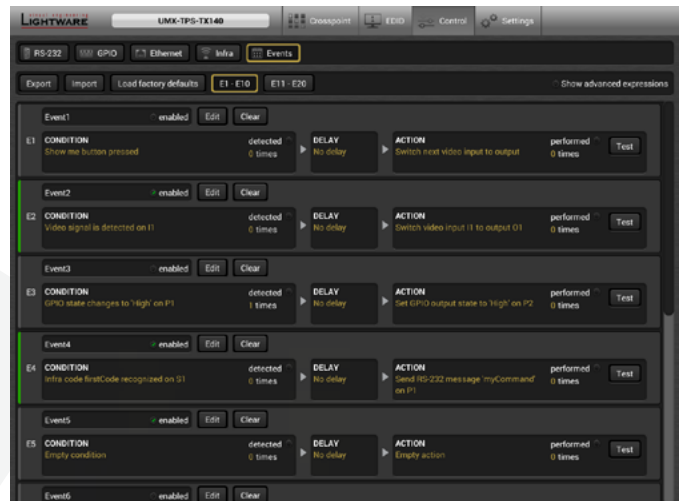 LIGHTWARE UMX-TPS-TX140 Crosspoint EDID Control Settings
RS-232 GPIO Ethernet Infra Events
Export Import Load factory defaults E1 - E10 E11 - E20 Show advanced expressions
Event1 enabled Edit Clear
E1 CONDITION detected DELAY ACTION performed Test
Show me button pressed 0 times No delay Switch next video input to output 0 times
Event2 enabled Edit Clear
E2 CONDITION detected DELAY ACTION performed Test
Video signal is detected on I1 0 times No delay Switch video input I1 to output O1 0 times
Event3 enabled Edit Clear
E3 CONDITION detected DELAY ACTION performed Test
GPIO state changes to 'High' on P1 1 times No delay Set GPIO output state to 'High' on P2 0 times
Event4 enabled Edit Clear
E4 CONDITION detected DELAY ACTION performed Test
Infra code firstCode recognized on S1 0 times No delay Send RS-232 message 'myCommand' 0 times
on P1
Event5 enabled Edit Clear
E5 CONDITION detected DELAY ACTION performed Test
Empty condition 0 times No delay Empty action 0 times
Event6 enabled Edit Clear